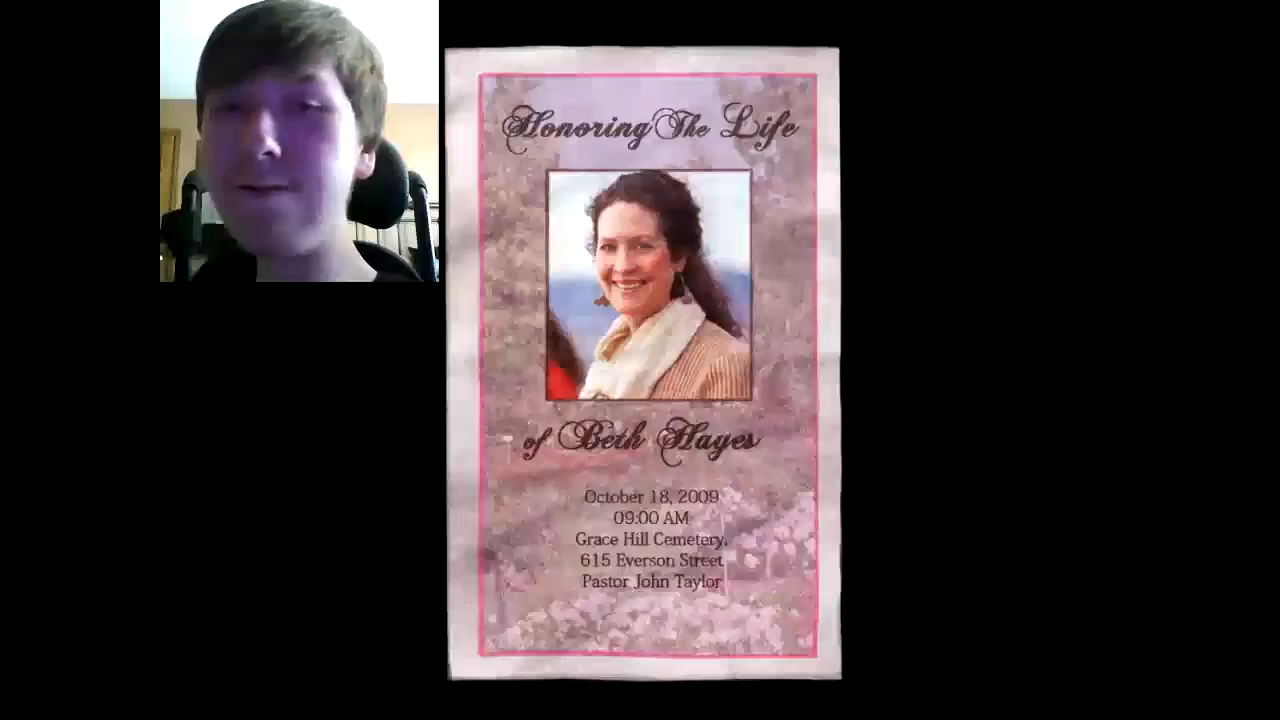 Honoring The Life
of Beth Hayes
October 18, 2009
09:00 AM
Grace Hill Cemetery,
615 Everson Street
Pastor John Taylor